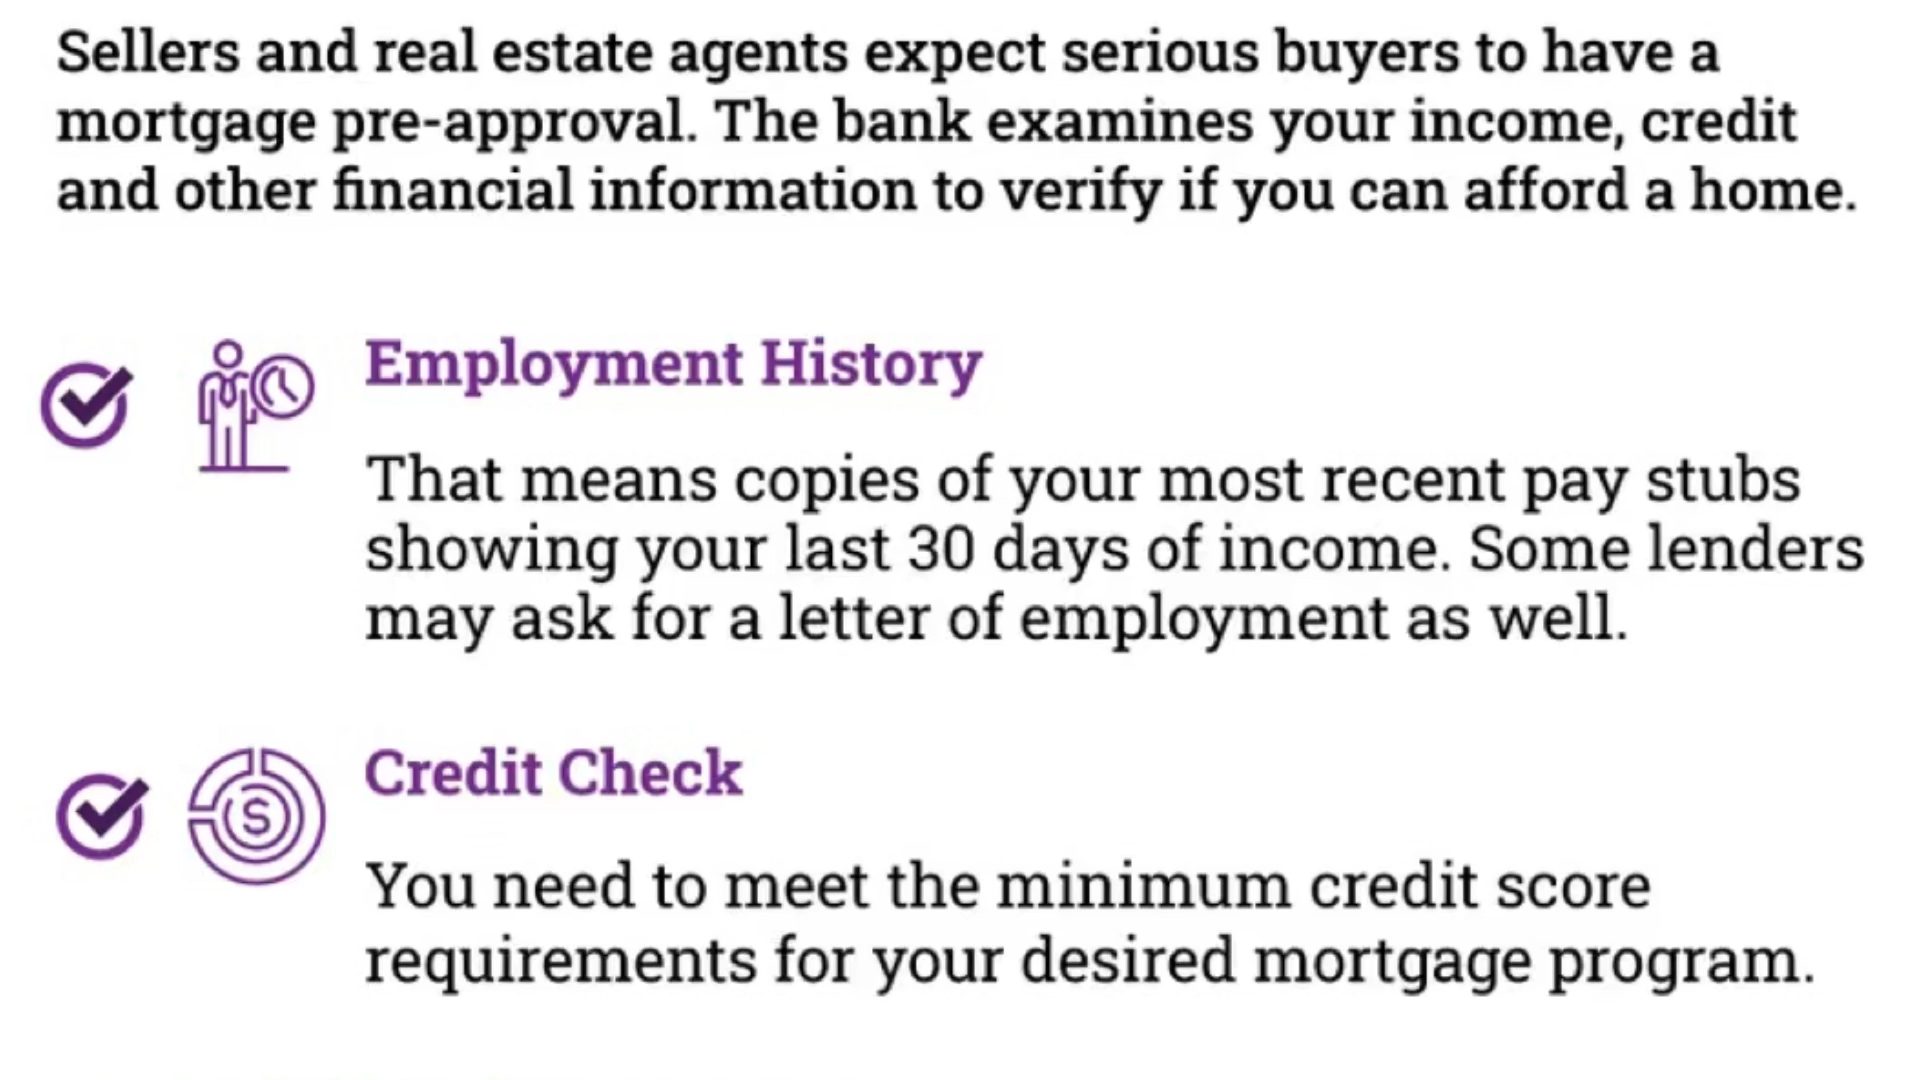 Sellers and real estate agents expect serious buyers to have a
mortgage pre-approval. The bank examines your income, credit
and other financial information to verify if you can afford a home.
Employment History
That means copies of your most recent pay stubs
showing your last 30 days of income. Some lenders
may ask for a letter of employment as well.
Credit Check
S
You need to meet the minimum credit score
requirements for your desired mortgage program.